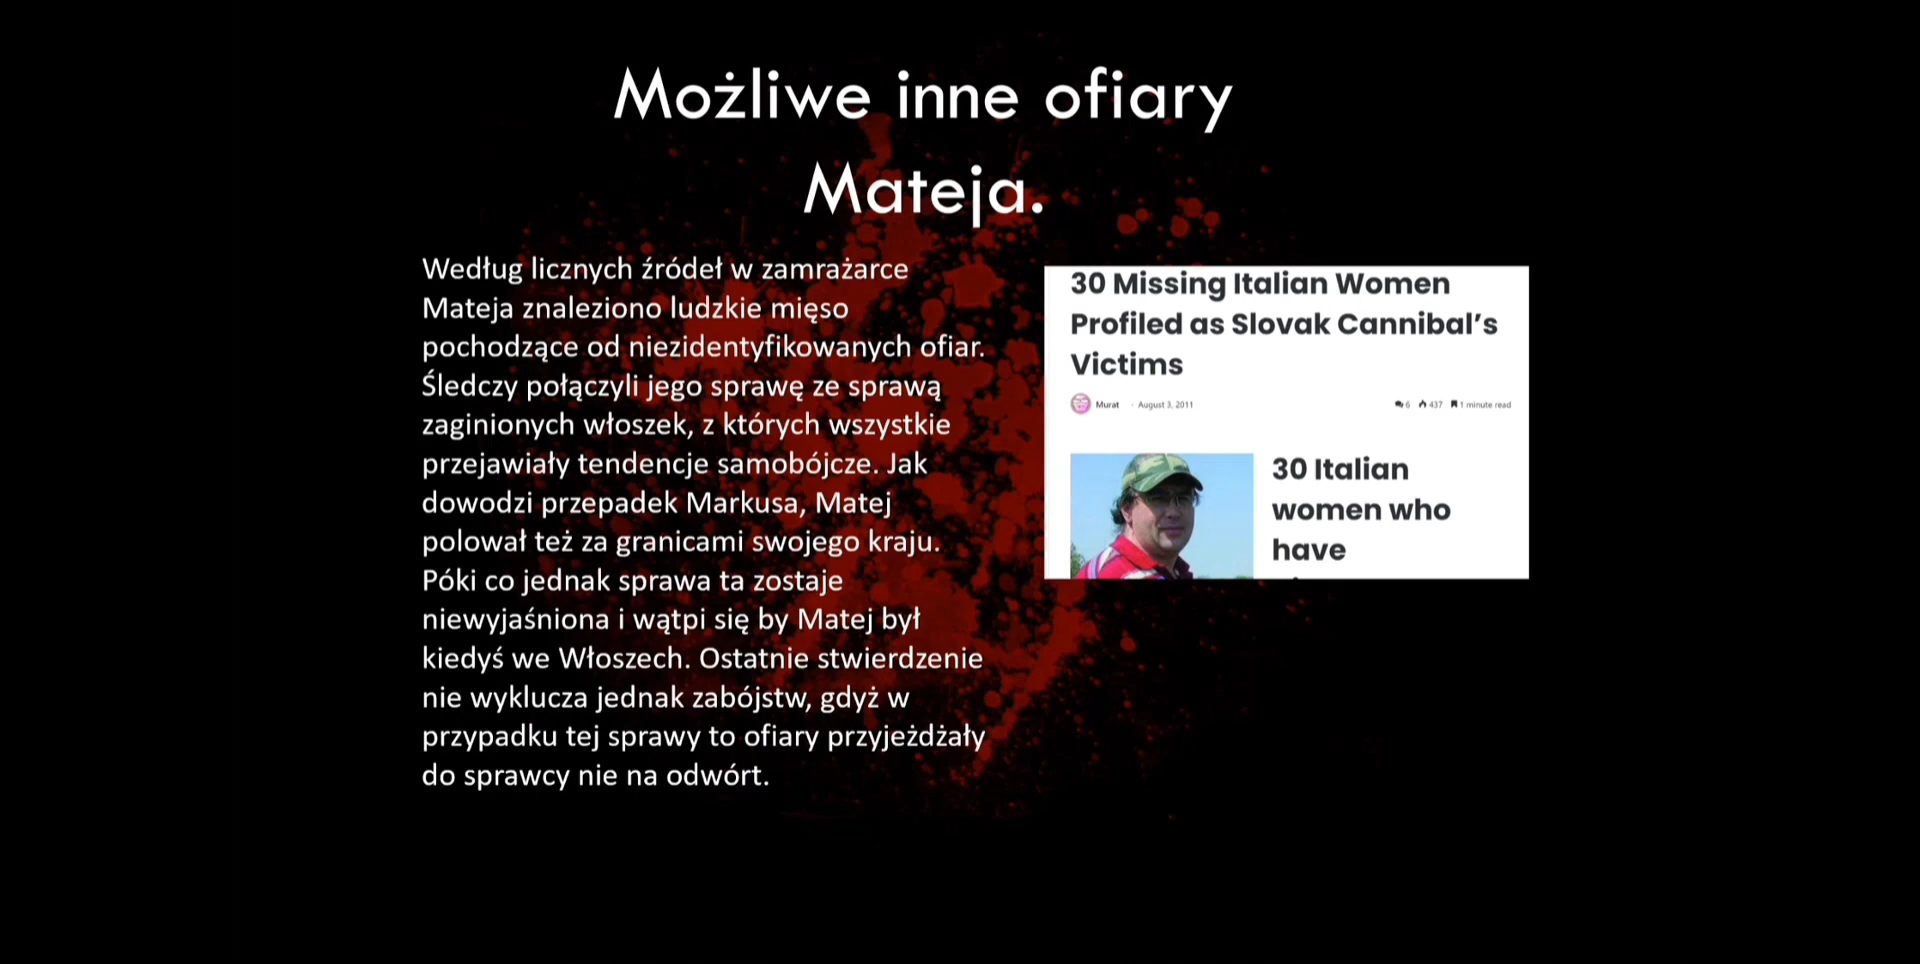 Możliwe inne ofiary
Mateja.
Według licznych źródeł w zamrażarce
Mateja znaleziono ludzkie mięso
pochodzące od niezidentyfikowanych ofiar.
Śledczy połączyli jego sprawę ze sprawą
zaginionych włoszek, z których wszystkie
przejawiały tendencje samobójcze. Jak
dowodzi przepadek Markusa, Matej
polował też za granicami swojego kraju.
Póki co jednak sprawa ta zostaje
niewyjaśniona i wątpi się by Matej był
kiedyś we Włoszech. Ostatnie stwierdzenie
nie wyklucza jednak zabójstw, gdyż w
przypadku tej sprawy to ofiary przyjeżdżały
do sprawcy nie na odwórt.
30 Missing Italian Women
Profiled as Slovak Cannibal's
Victims
Murat · August 3, 2011 6 437 1 minute read
30 Italian
women who
have